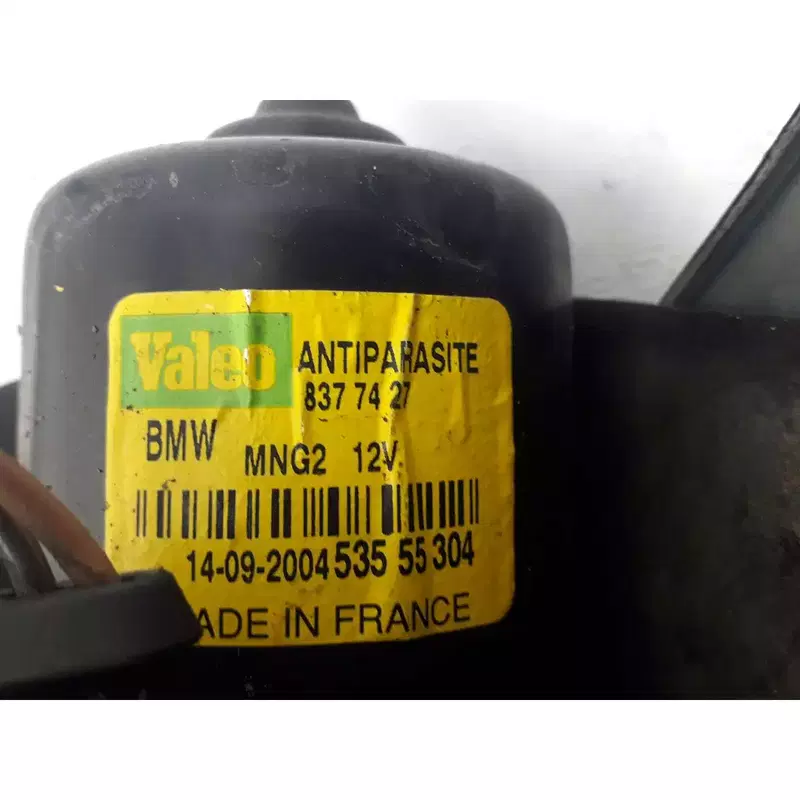 Valeo ANTIPARASITE
837 74 27
BMW MNG2 12V
14-09-2004 535 55 304
ADE IN FRANCE